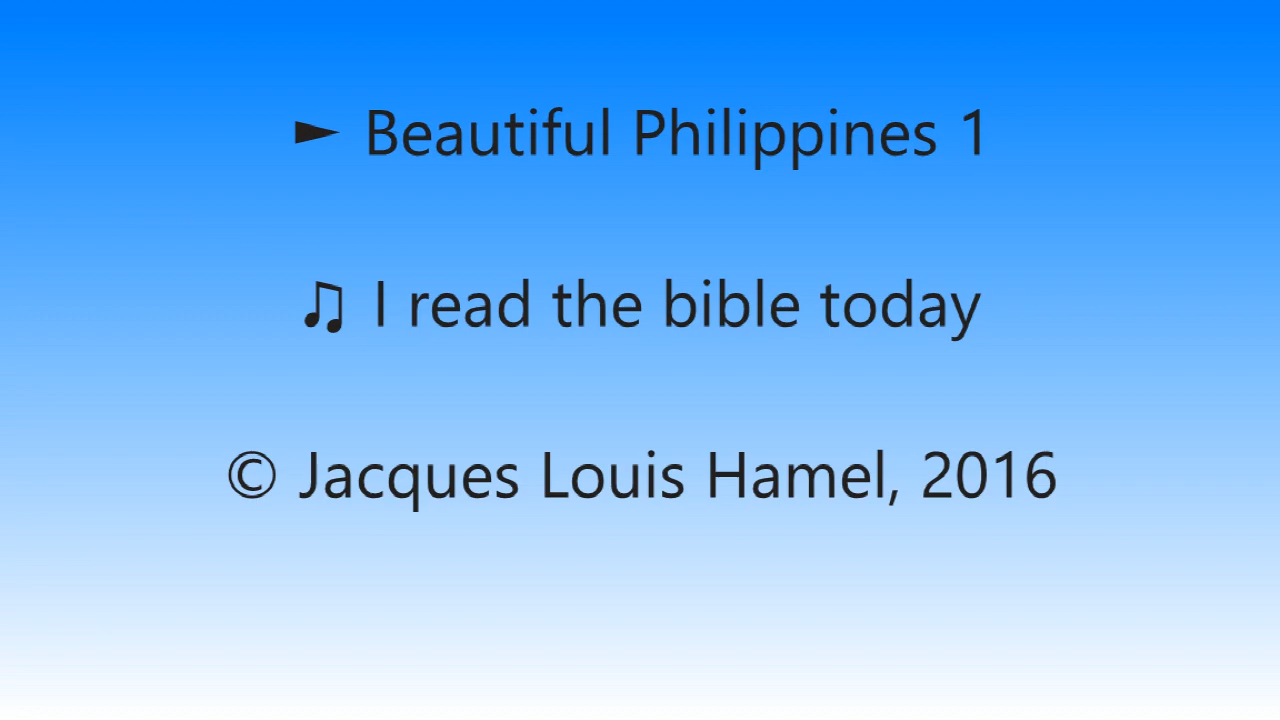 ► Beautiful Philippines 1
♫ I read the bible today
© Jacques Louis Hamel, 2016